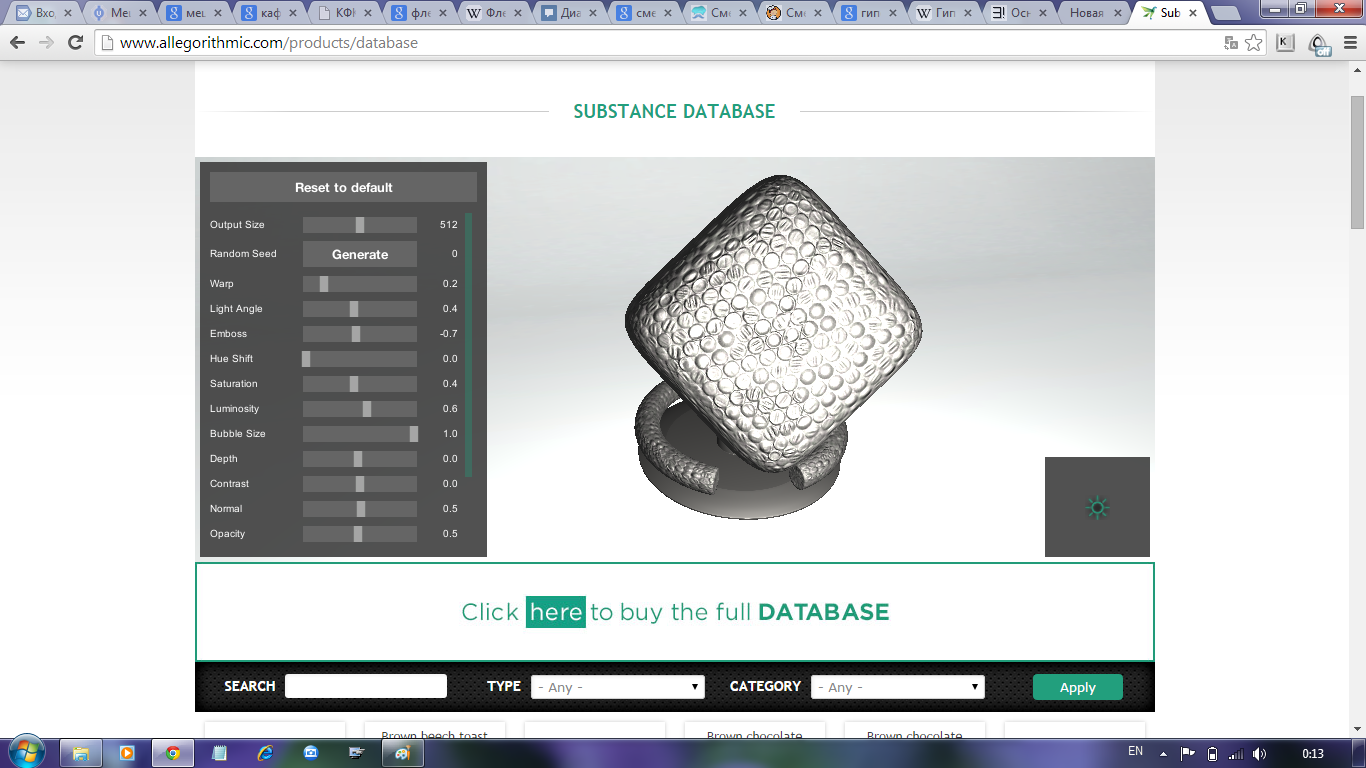 Вхо
Меш
меш
каф
КФК
фле
Фле
Диа
сме
Сме
Сме
гип
Гип
Осн
Новая
Sub
www.allegorithmic.com/products/database
off
SUBSTANCE DATABASE
Reset to default
Output Size 512
Random Seed Generate 0
Warp 0.2
Light Angle 0.4
Emboss -0.7
Hue Shift 0.0
Saturation 0.4
Luminosity 0.6
Bubble Size 1.0
Depth 0.0
Contrast 0.0
Normal 0.5
Opacity 0.5
Click here to buy the full DATABASE
SEARCH TYPE - Any - CATEGORY - Any - Apply
Brown beech toast Brown chocolate Brown chocolate
EN 0:13